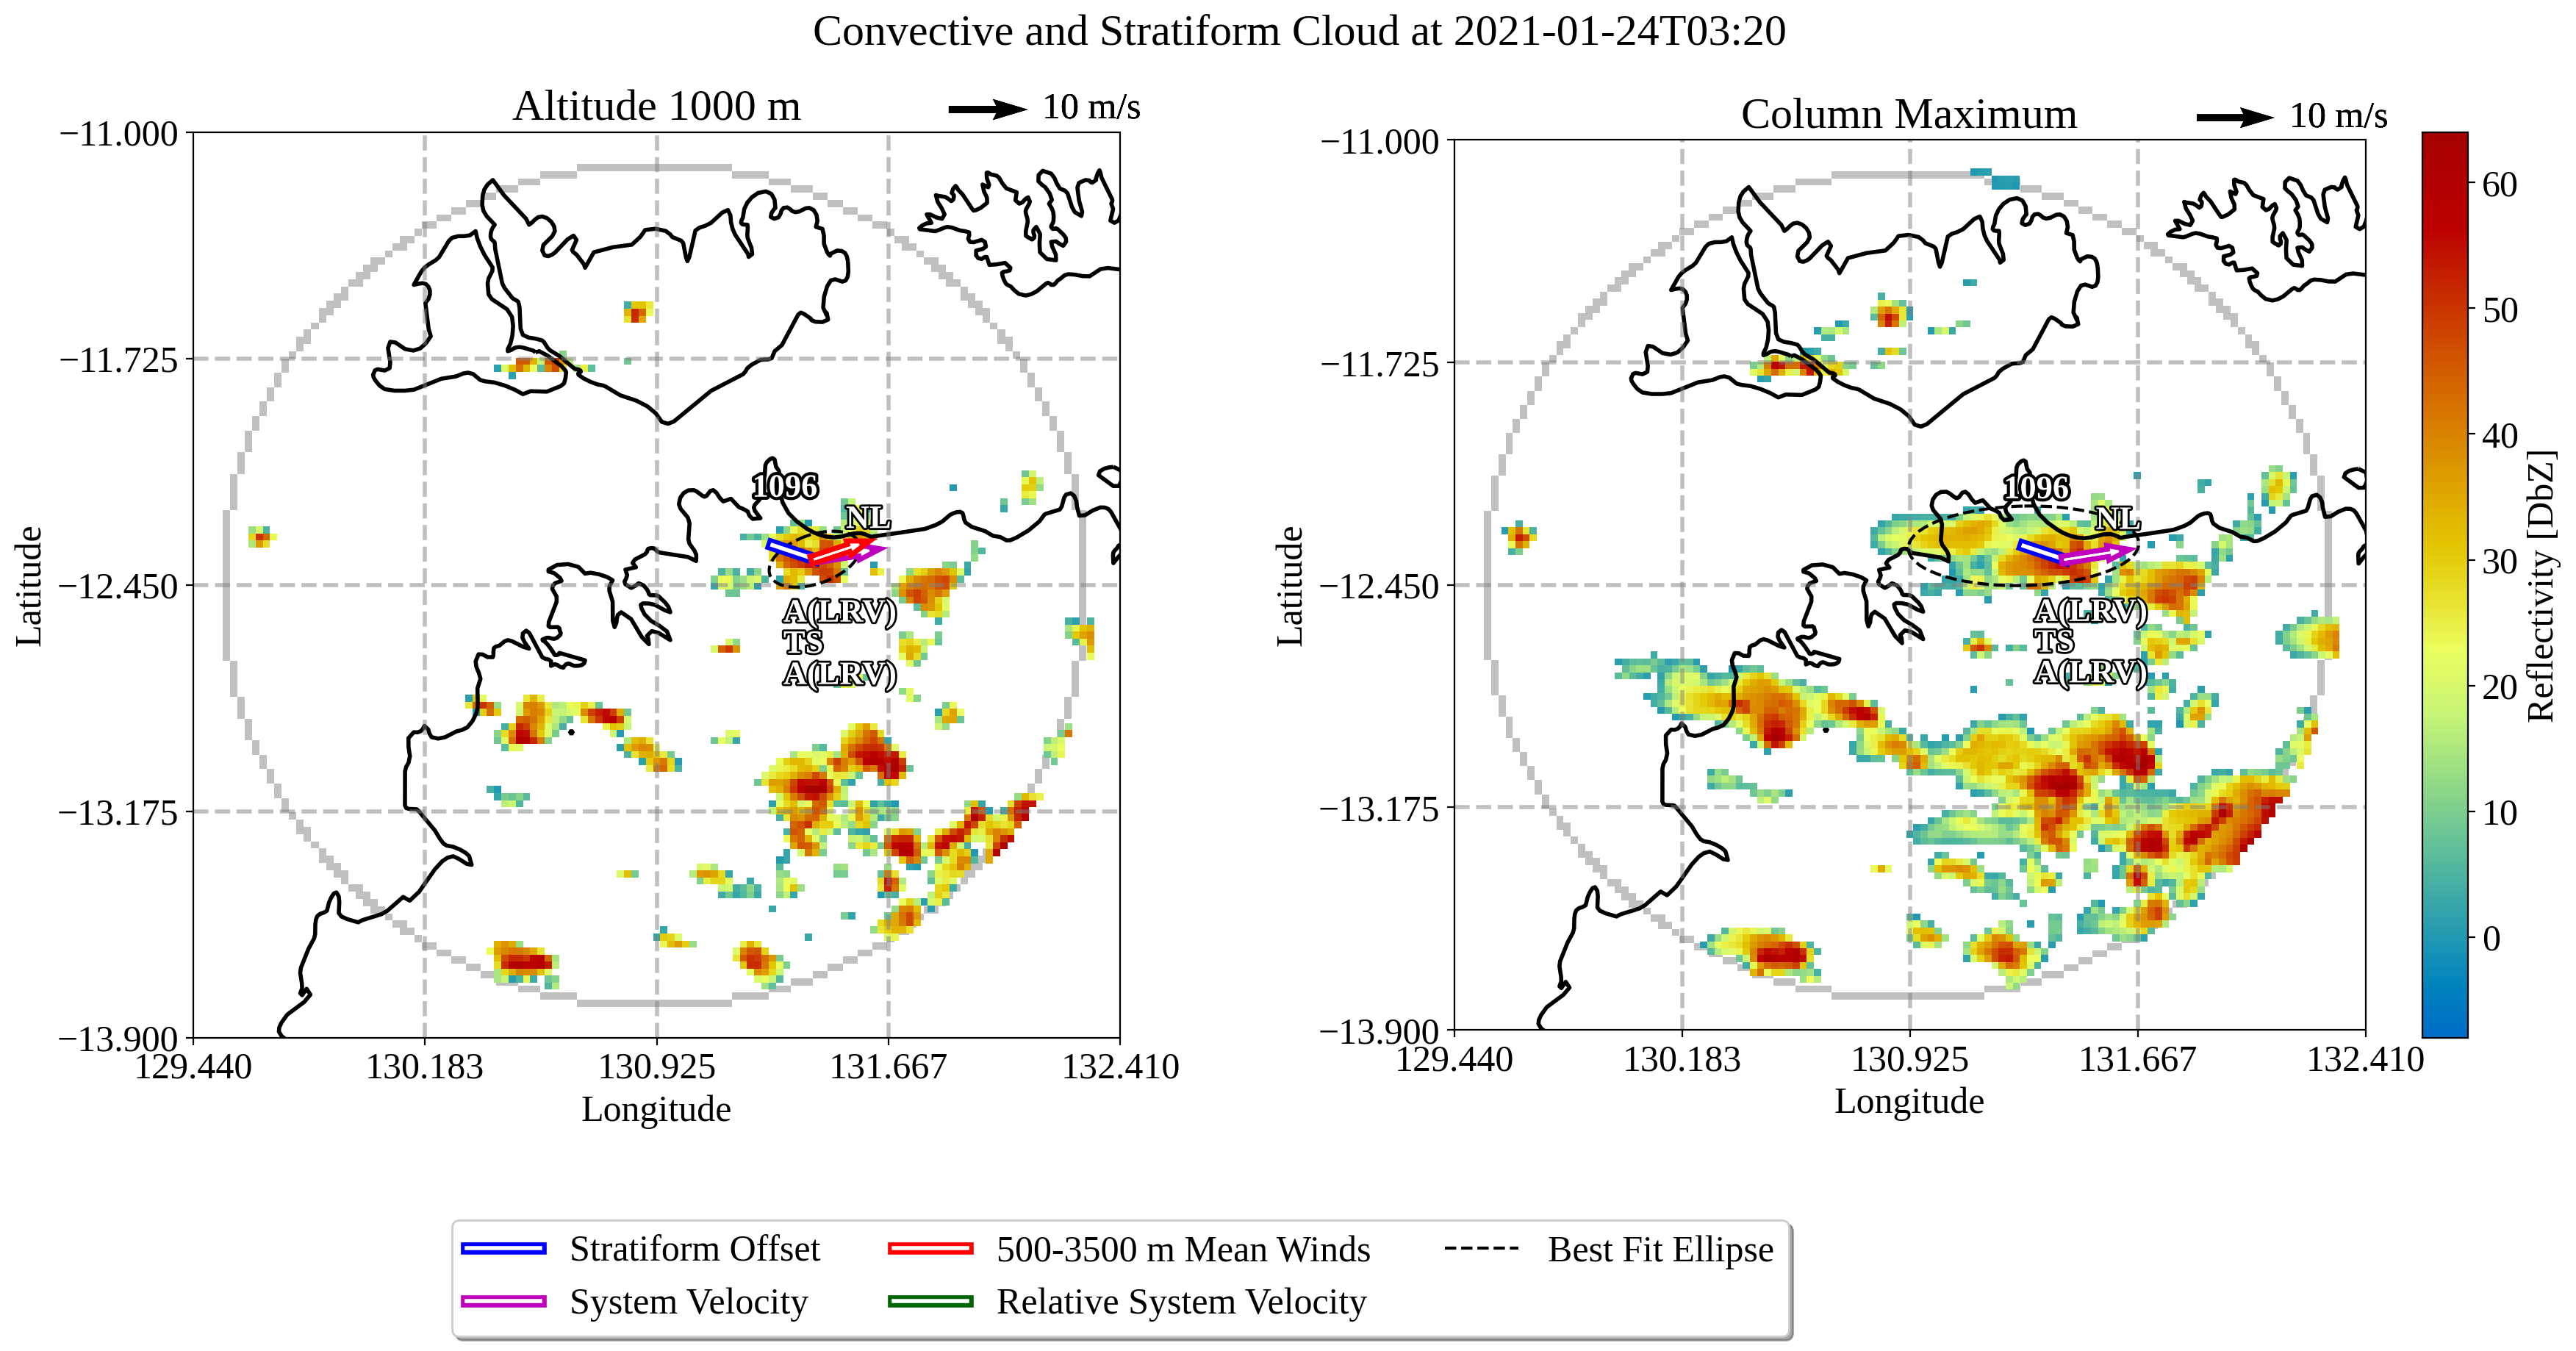 Convective and Stratiform Cloud at 2021-01-24T03:20
Altitude 1000 m
10 m/s
Latitude
−11.000
−11.725
−12.450
−13.175
−13.900
1096
NL
A(LRV)
TS
A(LRV)
129.440
130.183
130.925
131.667
132.410
Longitude
Column Maximum
10 m/s
Latitude
−11.000
−11.725
−12.450
−13.175
−13.900
1096
NL
A(LRV)
TS
A(LRV)
129.440
130.183
130.925
131.667
132.410
Longitude
60
50
40
30
20
10
0
Reflectivity [DbZ]
Stratiform Offset
System Velocity
500-3500 m Mean Winds
Relative System Velocity
Best Fit Ellipse